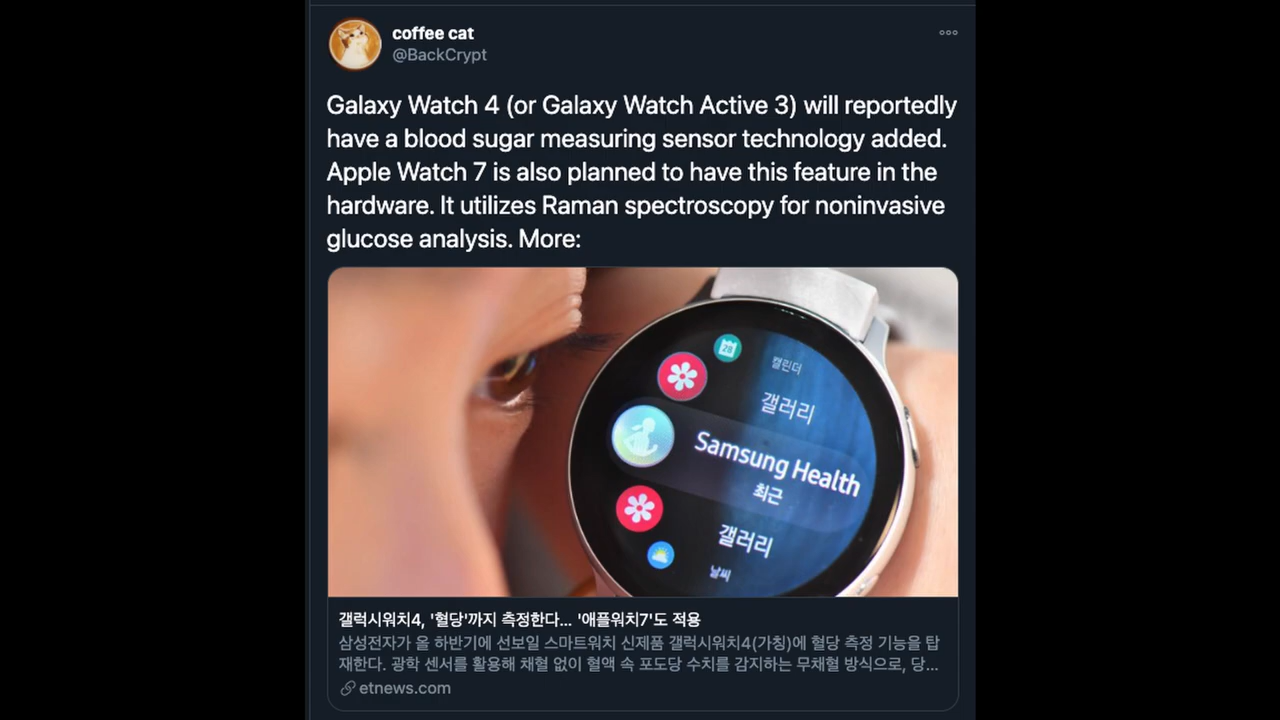 coffee cat
@BackCrypt
Galaxy Watch 4 (or Galaxy Watch Active 3) will reportedly
have a blood sugar measuring sensor technology added.
Apple Watch 7 is also planned to have this feature in the
hardware. It utilizes Raman spectroscopy for noninvasive
glucose analysis. More:
28
캘린더
갤러리
Samsung Health
최근
갤러리
날씨
갤럭시워치4, '혈당'까지 측정한다... '애플워치7'도 적용
삼성전자가 올 하반기에 선보일 스마트워치 신제품 갤럭시워치4(가칭)에 혈당 측정 기능을 탑
재한다. 광학 센서를 활용해 채혈 없이 혈액 속 포도당 수치를 감지하는 무채혈 방식으로, 당...
etnews.com